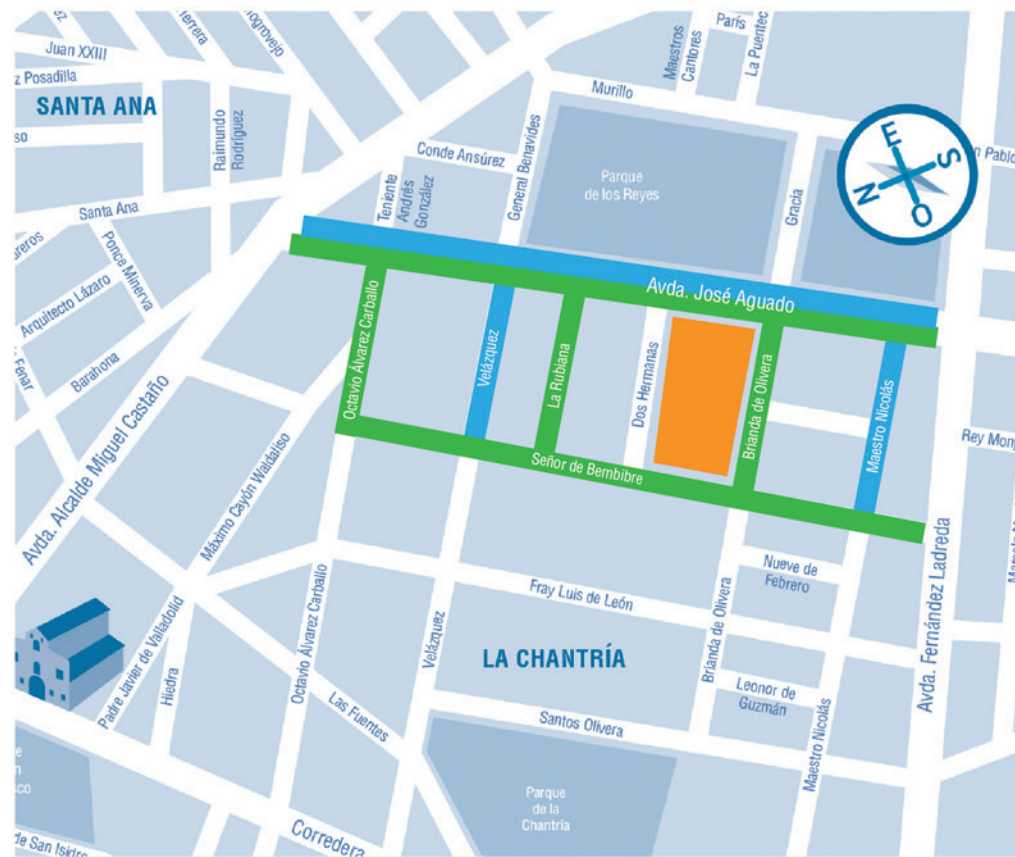 Juan XXIII
Herrera
Posadilla
SANTA ANA
Raimundo
Rodríguez
París
Maestros
Cantores
La Puentec
Murillo
Conde Ansúrez
General Benavides
Teniente
Andrés
González
Parque
de los Reyes
Gracia
E
S
N
O
Pablo
Santa Ana
Ponce Minerva
Arquitecto Lázaro
Fenar
Barahona
Avda. José Aguado
Octavio Álvarez Carballo
Velázquez
La Rubiana
Dos Hermanas
Brianda de Olivera
Maestro Nicolás
Señor de Bembibre
Rey Monj
Avda. Alcalde Miguel Castaño
Máximo Cayón Waldaliso
Avda. Fernández Ladreda
Nueve de
Febrero
Fray Luis de León
Brianda de Olivera
LA CHANTRÍA
Padre Javier de Valladolid
Hiedra
Octavio Álvarez Carballo
Velázquez
Las Fuentes
Leonor de
Guzmán
Santos Olivera
Maestro Nicolás
Parque
de la
Chantría
Corredera
de San Isidro